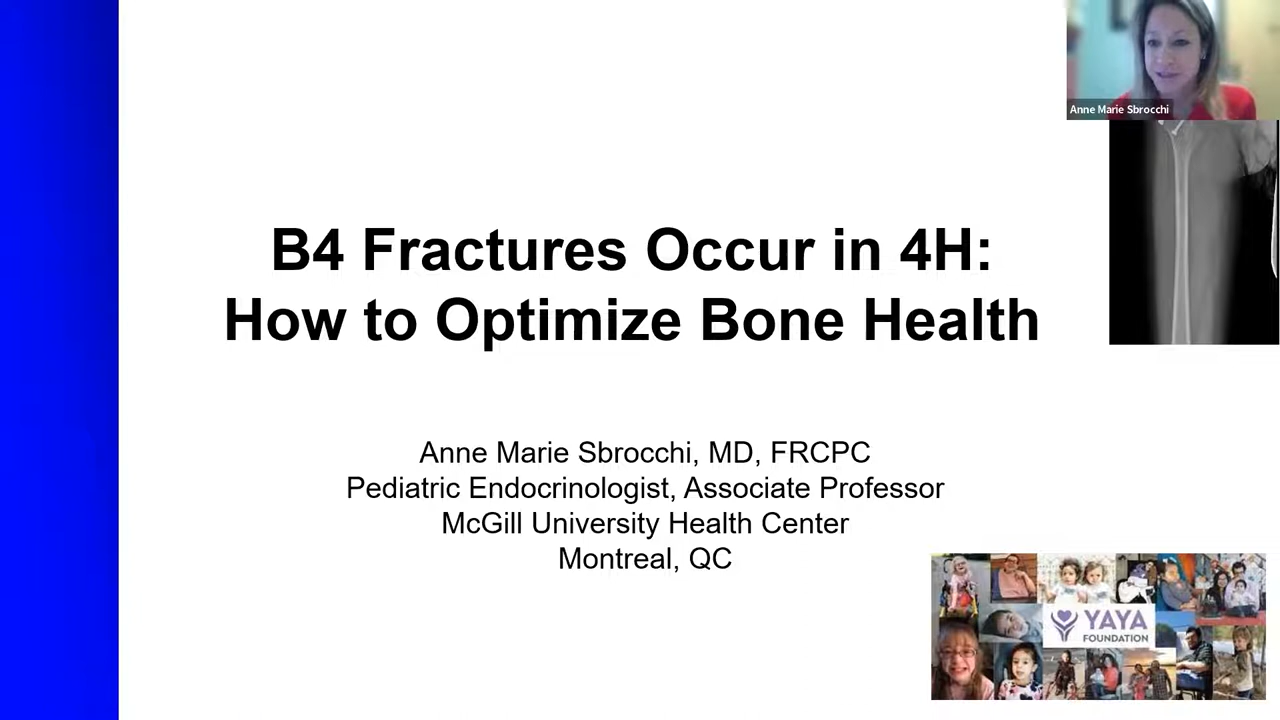 Anne Marie Sbrocchi
B4 Fractures Occur in 4H:
How to Optimize Bone Health
Anne Marie Sbrocchi, MD, FRCPC
Pediatric Endocrinologist, Associate Professor
McGill University Health Center
Montreal, QC
YAYA
FOUNDATION